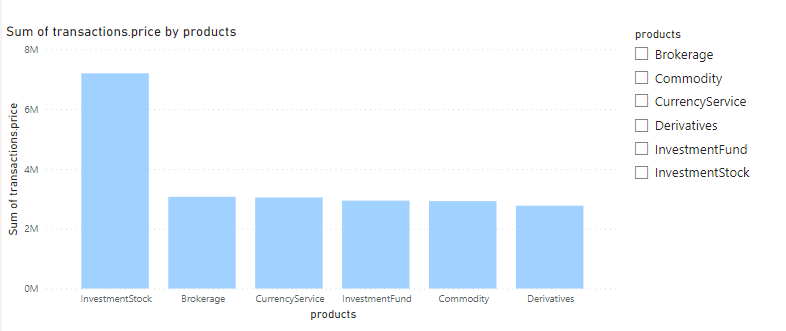 Sum of transactions.price by products
Sum of transactions.price
8M
6M
4M
2M
0M
InvestmentStock
Brokerage
CurrencyService
InvestmentFund
Commodity
Derivatives
products
products
Brokerage
Commodity
CurrencyService
Derivatives
InvestmentFund
InvestmentStock